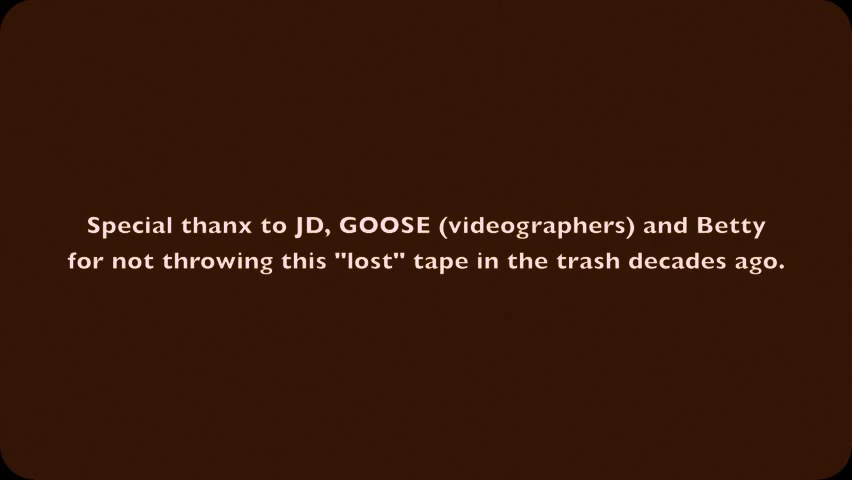 Special thanx to JD, GOOSE (videographers) and Betty
for not throwing this "lost" tape in the trash decades ago.